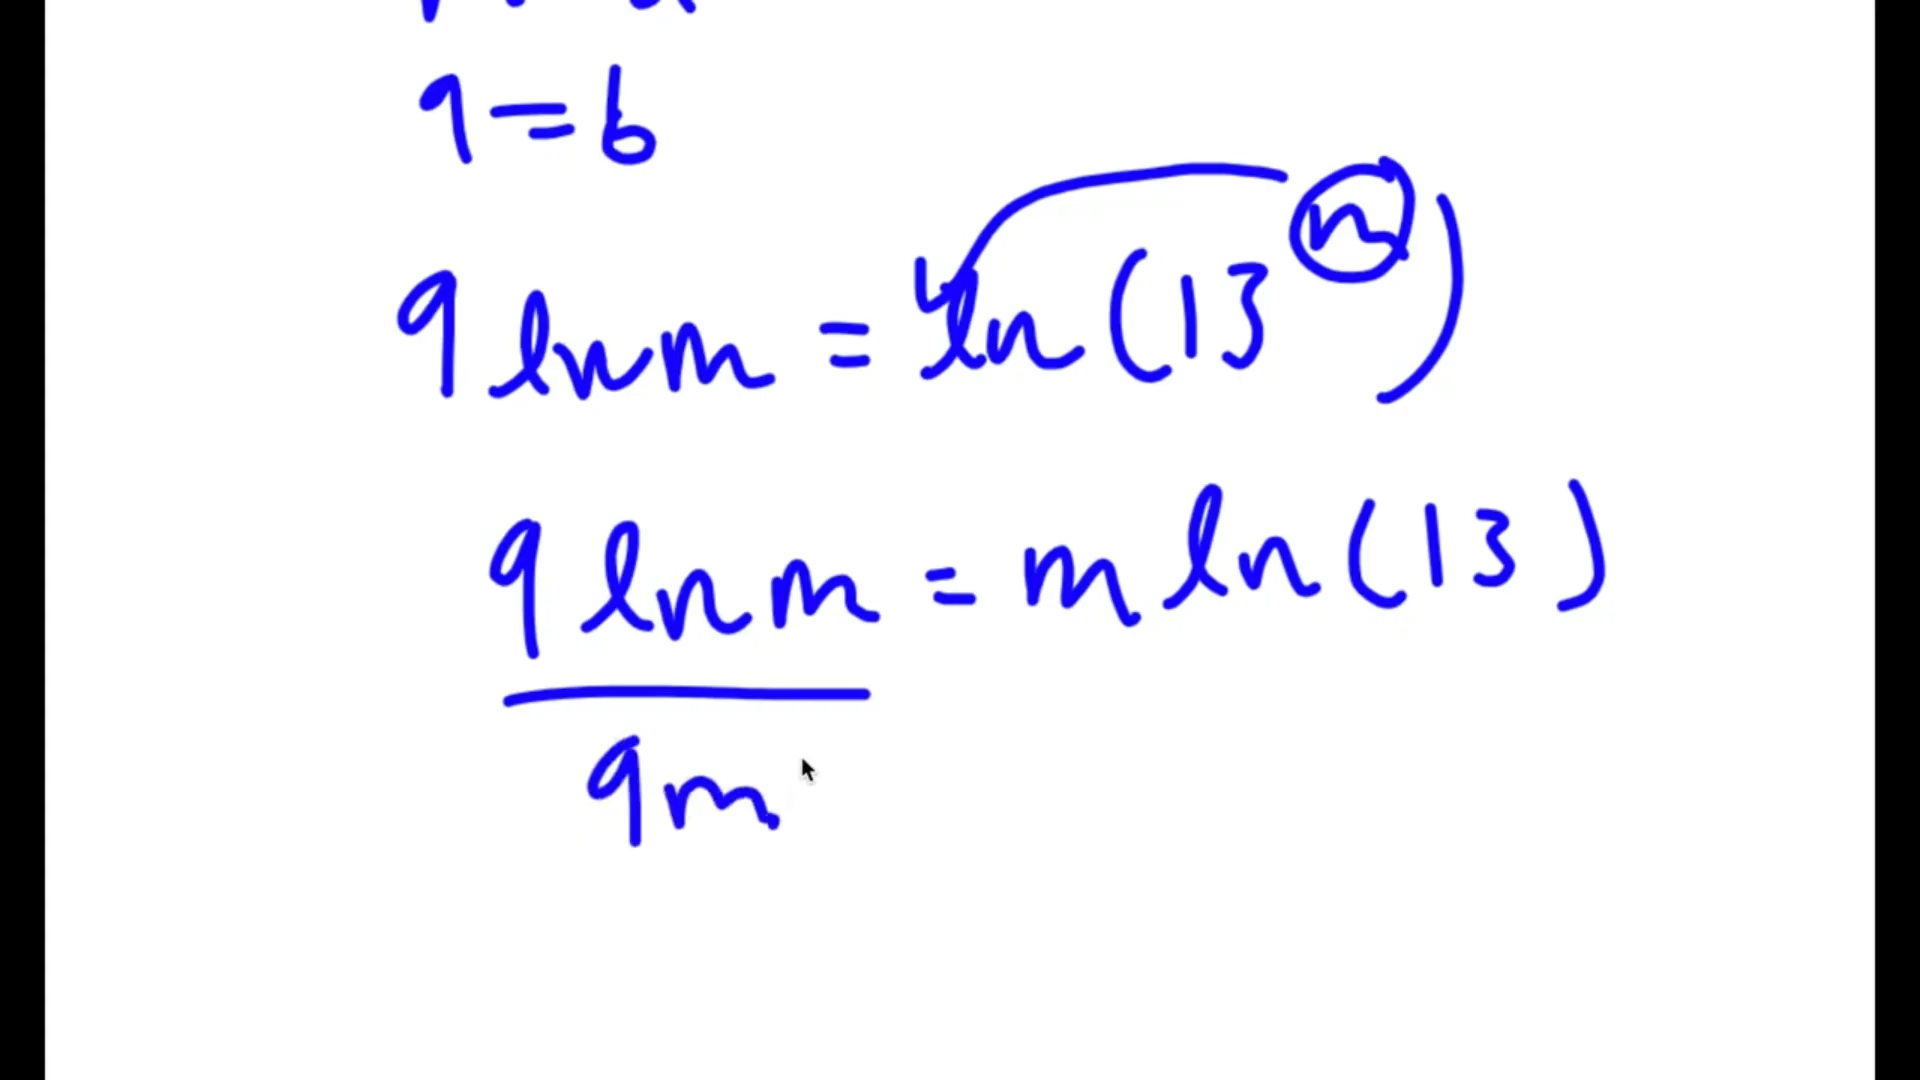 9 = b
9 ln m = ln (13^m)
9 ln m = m ln (13)
9m